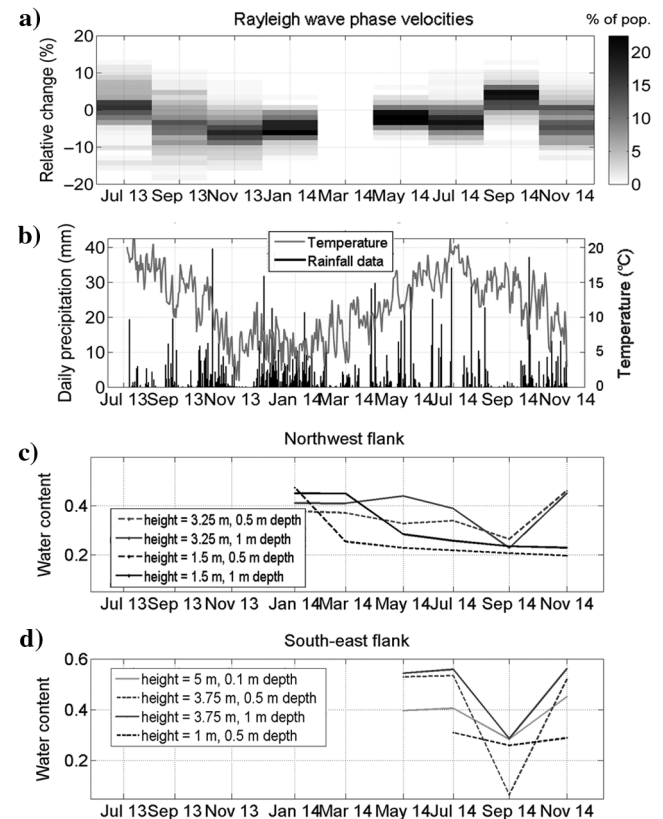 a)
Rayleigh wave phase velocities
% of pop.
Relative change (%)
20
10
0
−10
−20
20
15
10
5
0
Jul 13 Sep 13 Nov 13 Jan 14 Mar 14 May 14 Jul 14 Sep 14 Nov 14
b)
Daily precipitation (mm)
40
30
20
10
0
Temperature
Rainfall data
20
15
10
5
0
Temperature (°C)
Jul 13 Sep 13 Nov 13 Jan 14 Mar 14 May 14 Jul 14 Sep 14 Nov 14
c)
Northwest flank
Water content
0.4
0.2
height = 3.25 m, 0.5 m depth
height = 3.25 m, 1 m depth
height = 1.5 m, 0.5 m depth
height = 1.5 m, 1 m depth
Jul 13 Sep 13 Nov 13 Jan 14 Mar 14 May 14 Jul 14 Sep 14 Nov 14
d)
South-east flank
Water content
0.6
0.4
0.2
height = 5 m, 0.1 m depth
height = 3.75 m, 0.5 m depth
height = 3.75 m, 1 m depth
height = 1 m, 0.5 m depth
Jul 13 Sep 13 Nov 13 Jan 14 Mar 14 May 14 Jul 14 Sep 14 Nov 14